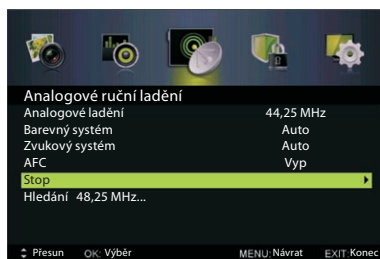 Analogové ruční ladění
Analogové ladění 44,25 MHz
Barevný systém Auto
Zvukový systém Auto
AFC Vyp
Stop
Hledání 48,25 MHz...
Přesun OK: Výběr MENU: Návrat EXIT: Konec